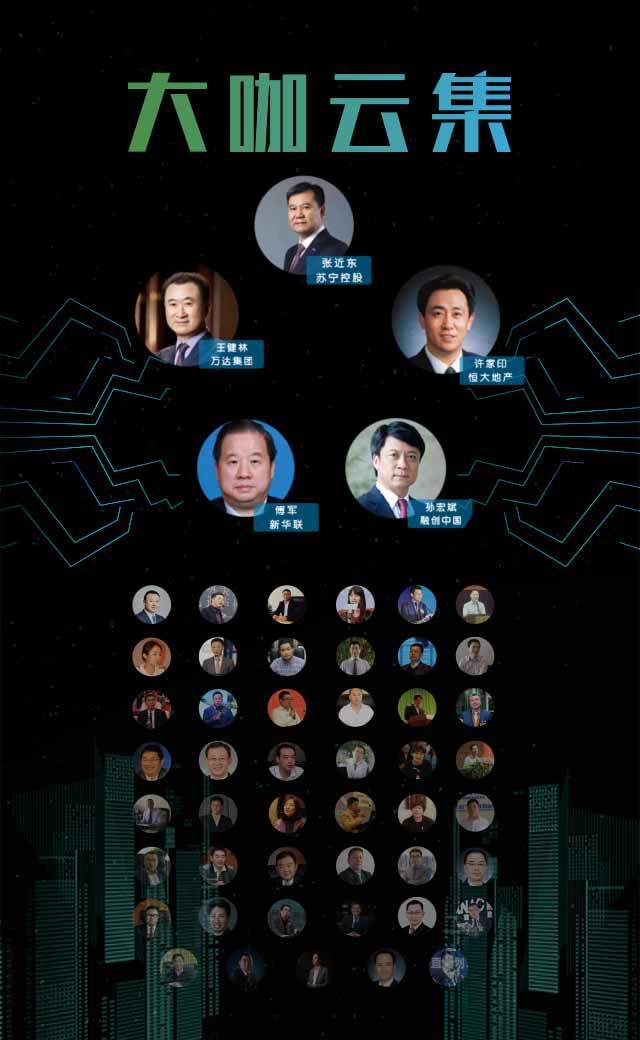 大咖云集
张近东
苏宁控股
王健林
万达集团
许家印
恒大地产
傅军
新华联
孙宏斌
融创中国